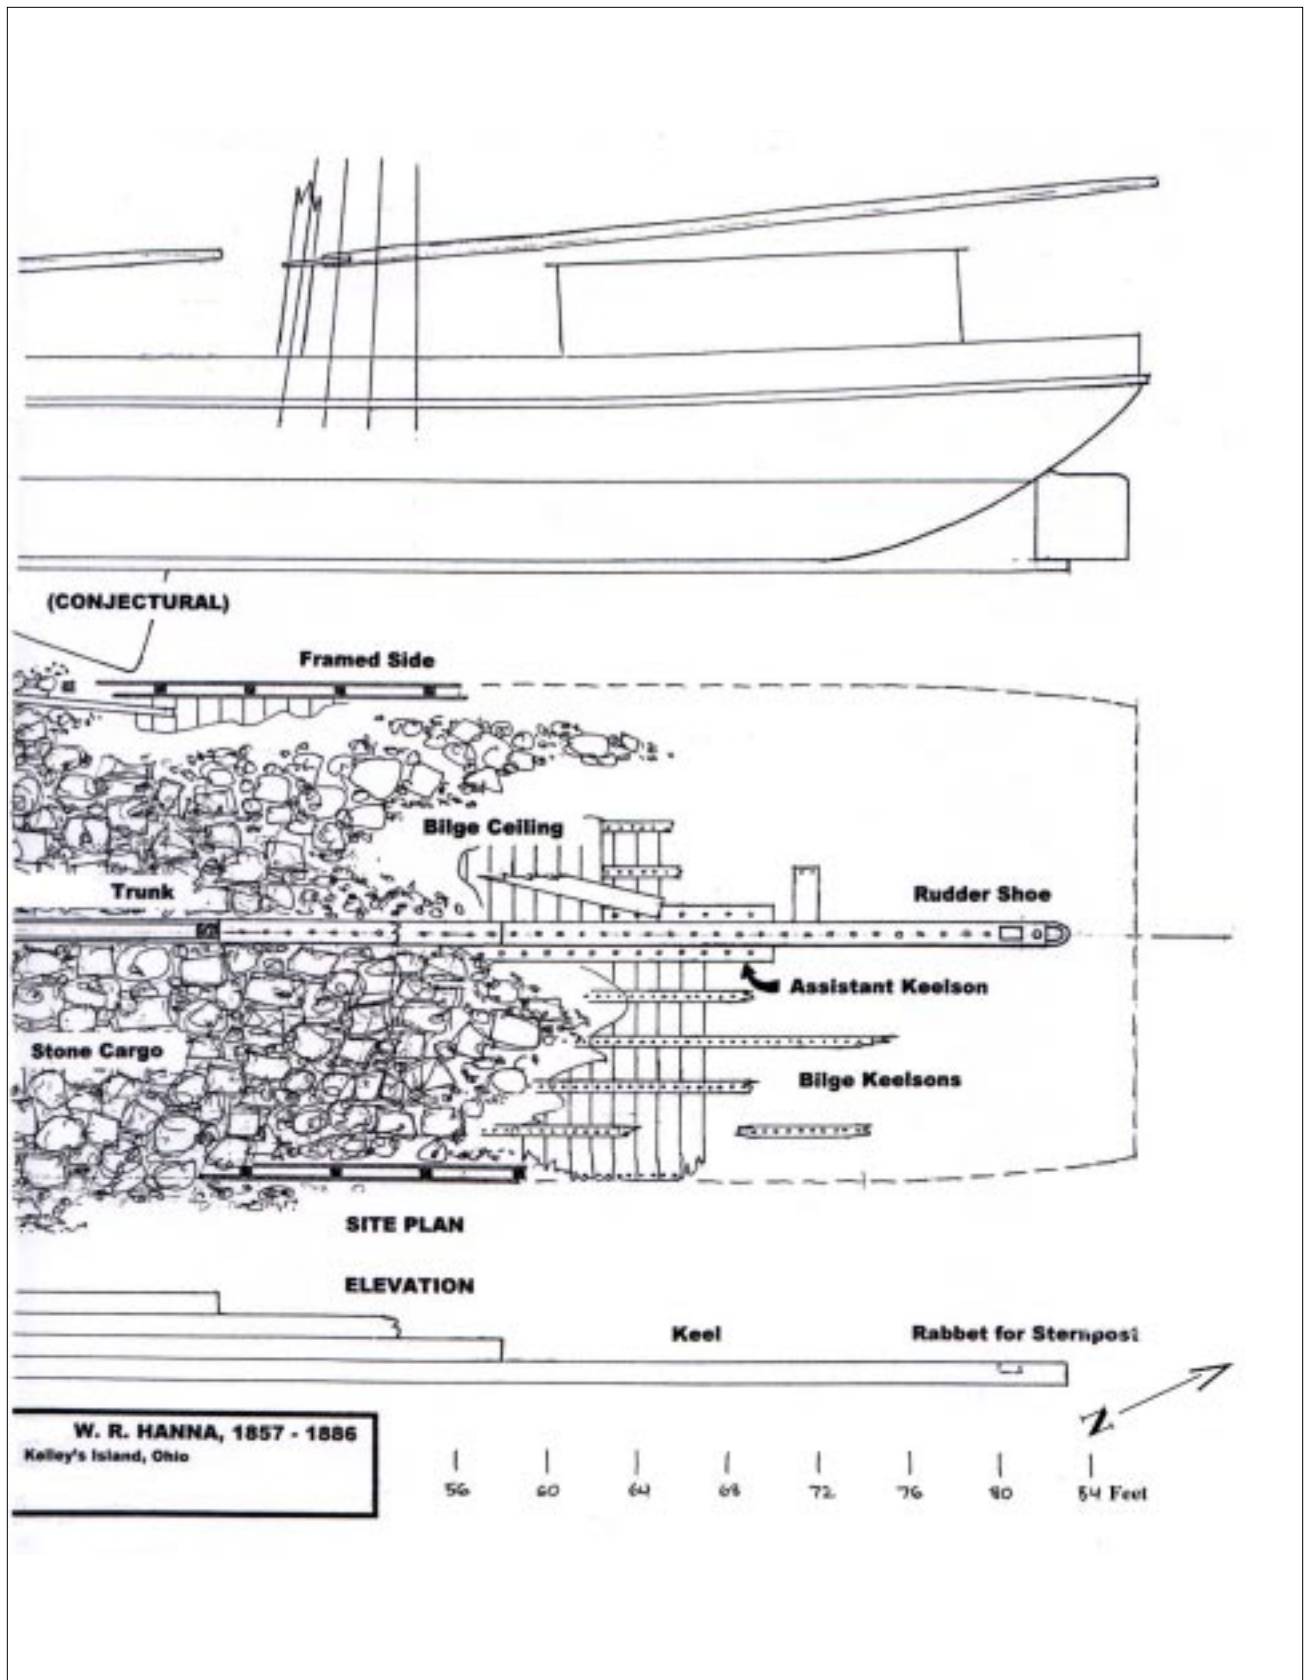 (CONJECTURAL)
Framed Side
Bilge Ceiling
Trunk
Rudder Shoe
Assistant Keelson
Stone Cargo
Bilge Keelsons
SITE PLAN
ELEVATION
Keel
Rabbet for Sternpost
N
W. R. HANNA, 1857 - 1886
Kelley's Island, Ohio
56 60 64 68 72 76 80 84 Feet